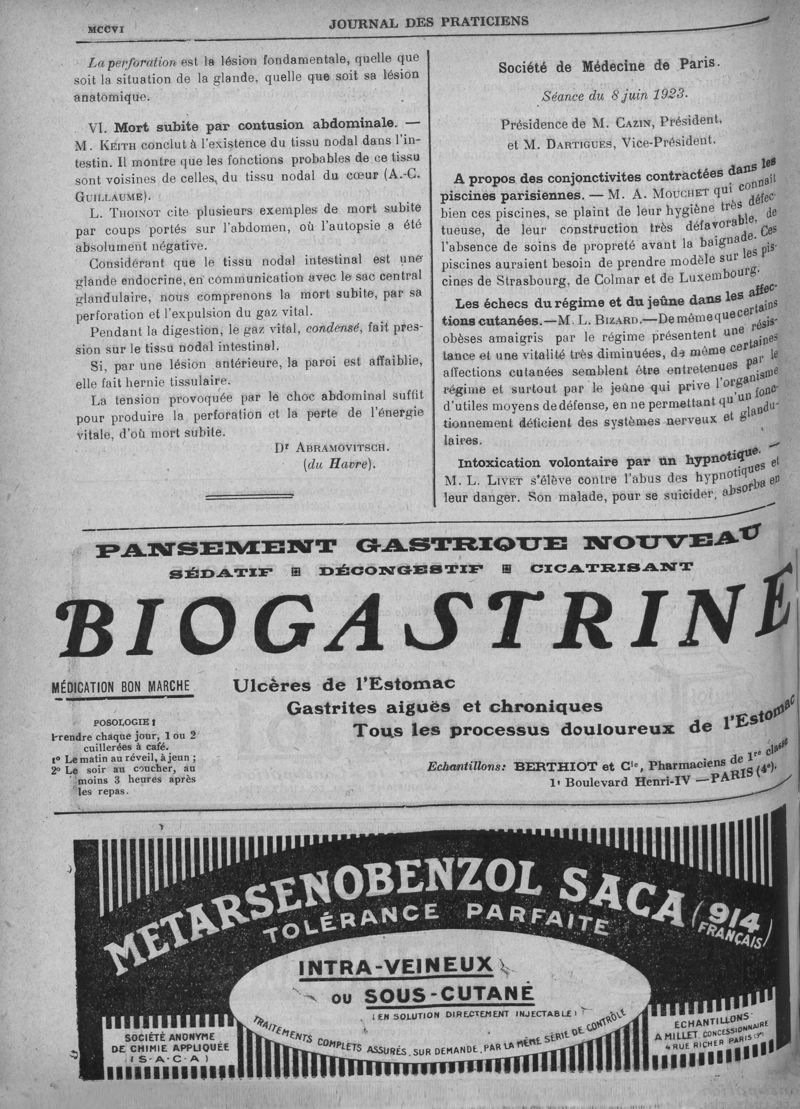 MCCVI
JOURNAL DES PRATICIENS
La perforation est la lésion fondamentale, quelle que
soit la situation de la glande, quelle que soit sa lésion
anatomique.
VI. Mort subite par contusion abdominale. —
M. KEITH conclut à l'existence du tissu nodal dans l'in-
testin. Il montre que les fonctions probables de ce tissu
sont voisines de celles, du tissu nodal du cœur (A.-C.
GUILLAUME).
L. THOINOT cite plusieurs exemples de mort subite
par coups portés sur l'abdomen, où l'autopsie a été
absolument négative.
Considérant que le tissu nodal intestinal est une
glande endocrine, en communication avec le sac central
glandulaire, nous comprenons la mort subite, par sa
perforation et l'expulsion du gaz vital.
Pendant la digestion, le gaz vital, condensé, fait pres-
sion sur le tissu nodal intestinal.
Si, par une lésion antérieure, la paroi est affaiblie,
elle fait hernie tissulaire.
La tension provoquée par le choc abdominal suffit
pour produire la perforation et la perte de l'énergie
vitale, d'où mort subite.
Dr ABRAMOVITSCH.
(du Havre).
Société de Médecine de Paris.
Séance du 8 juin 1923.
Présidence de M. CAZIN, Président,
et M. DARTIGUES, Vice-Président.
A propos des conjonctivites contractées dans les
piscines parisiennes. — M. A. MOUCHET qui connait
bien ces piscines, se plaint de leur hygiène très défec-
tueuse, de leur construction très défavorable, de
l'absence de soins de propreté avant la baignade. Ces
piscines auraient besoin de prendre modèle sur les pis-
cines de Strasbourg, de Colmar et de Luxembourg.
Les échecs du régime et du jeûne dans les affec-
tions cutanées. — M. L. BIZARD. — De même que certains
obèses amaigris par le régime présentent une résis-
tance et une vitalité très diminuées, de même certaines
affections cutanées semblent être entretenues par le
régime et surtout par le jeûne qui prive l'organisme
d'utiles moyens de défense, en ne permettant qu'un fonc-
tionnement déficient des systèmes nerveux et glandu-
laires.
Intoxication volontaire par un hypnotique. —
M. L. LIVET s'élève contre l'abus des hypnotiques et
leur danger. Son malade, pour se suicider, absorba en
PANSEMENT GASTRIQUE NOUVEAU
SÉDATIF DÉCONGESTIF CICATRISANT
BIOGASTRINE
MÉDICATION BON MARCHE
POSOLOGIE :
Prendre chaque jour, 1 ou 2
cuillerées à café.
1o Le matin au réveil, à jeun ;
2o Le soir au coucher, au
moins 3 heures après
les repas.
Ulcères de l'Estomac
Gastrites aiguës et chroniques
Tous les processus douloureux de l'Estomac
Echantillons: BERTHIOT et Cie, Pharmaciens de 1re classe
Boulevard Henri-IV — PARIS (4e).
METARSENOBENZOL SACA (914 FRANÇAIS)
TOLÉRANCE PARFAITE
INTRA-VEINEUX
OU SOUS-CUTANÉ
(EN SOLUTION DIRECTEMENT INJECTABLE)
TRAITEMENTS COMPLETS ASSURÉS, SUR DEMANDE, PAR LA MÊME SÉRIE DE CONTRÔLE
SOCIÉTÉ ANONYME
DE CHIMIE APPLIQUÉE
(S-A-C-A)
ECHANTILLONS
A MILLET CONCESSIONNAIRE
4 RUE RICHER PARIS